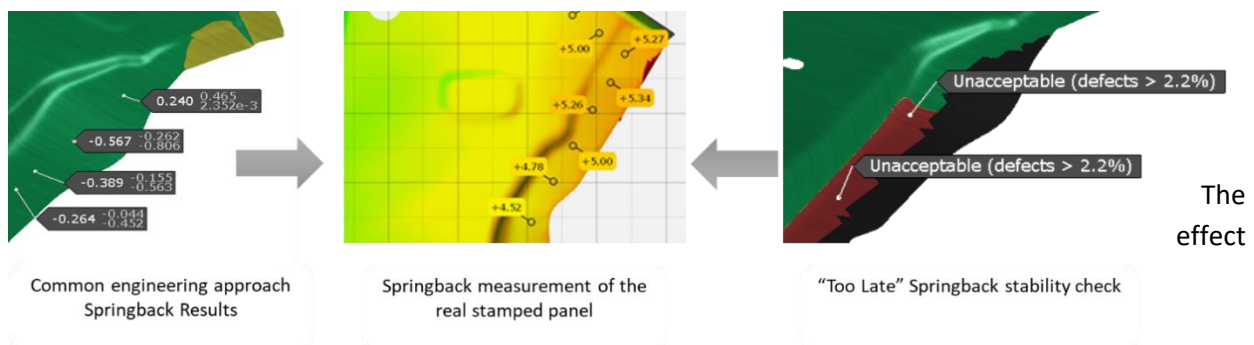 0.240 0.465
2.352e-3
-0.567 -0.262
-0.806
-0.389 -0.155
-0.563
-0.264 -0.044
-0.452
Common engineering approach
Springback Results
+5.00
+5.27
+5.26
+5.34
+5.00
+4.78
+4.52
Springback measurement of the
real stamped panel
Unacceptable (defects > 2.2%)
Unacceptable (defects > 2.2%)
“Too Late” Springback stability check
The
effect